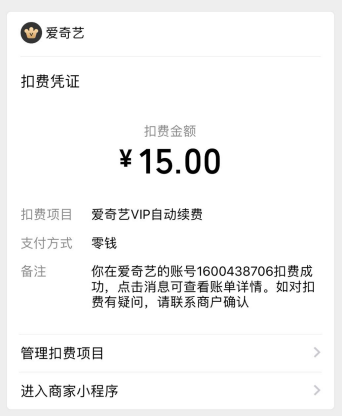 爱奇艺
扣费凭证
扣费金额
¥15.00
扣费项目 爱奇艺VIP自动续费
支付方式 零钱
备注 你在爱奇艺的账号1600438706扣费成
功，点击消息可查看账单详情。如对扣
费有疑问，请联系商户确认
管理扣费项目
进入商家小程序